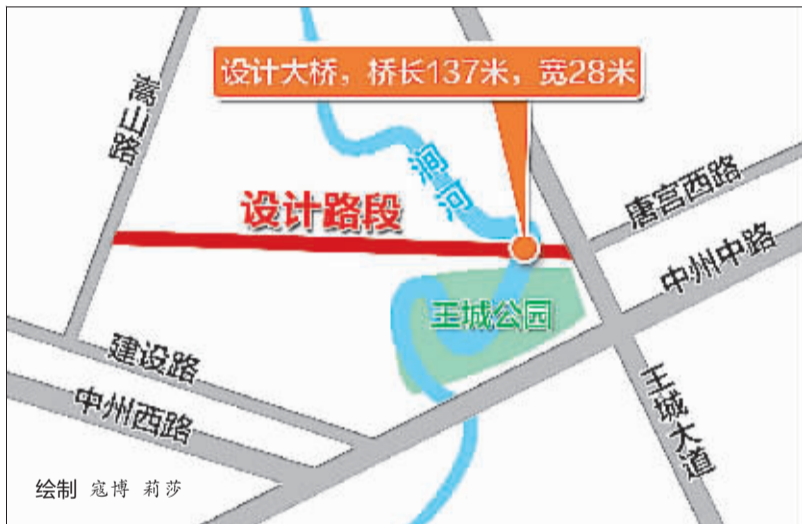 设计大桥，桥长137米，宽28米
嵩山路
涧河
唐宫西路
设计路段
中州中路
王城公园
建设路
中州西路
王城大道
绘制 寇博 莉莎